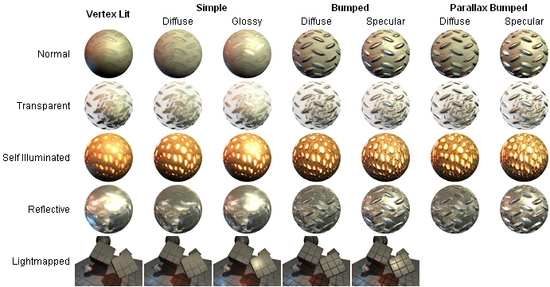 Vertex Lit Simple Bumped Parallax Bumped
Diffuse Glossy Diffuse Specular Diffuse Specular
Normal
Transparent
Self Illuminated
Reflective
Lightmapped